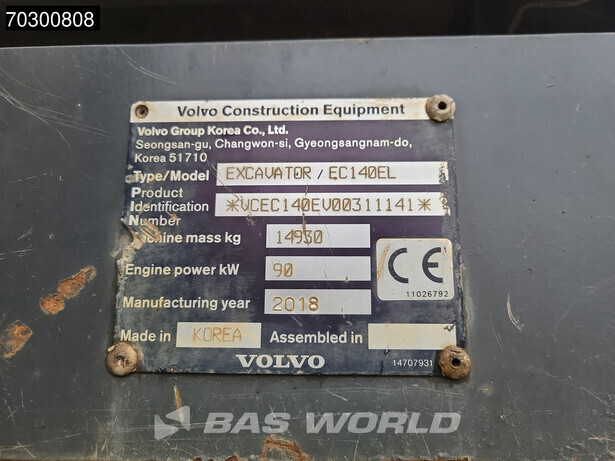 70300808
Volvo Construction Equipment
Volvo Group Korea Co., Ltd.
Seongsan-gu, Changwon-si, Gyeongsangnam-do,
Korea 51710
Type/Model EXCAVATOR / EC140EL
Product
Identification *VCEC140EV00311141*
Number
Machine mass kg 14930
Engine power kW 90
CE
11026792
Manufacturing year 2018
Made in KOREA Assembled in
VOLVO
14707931
BAS WORLD